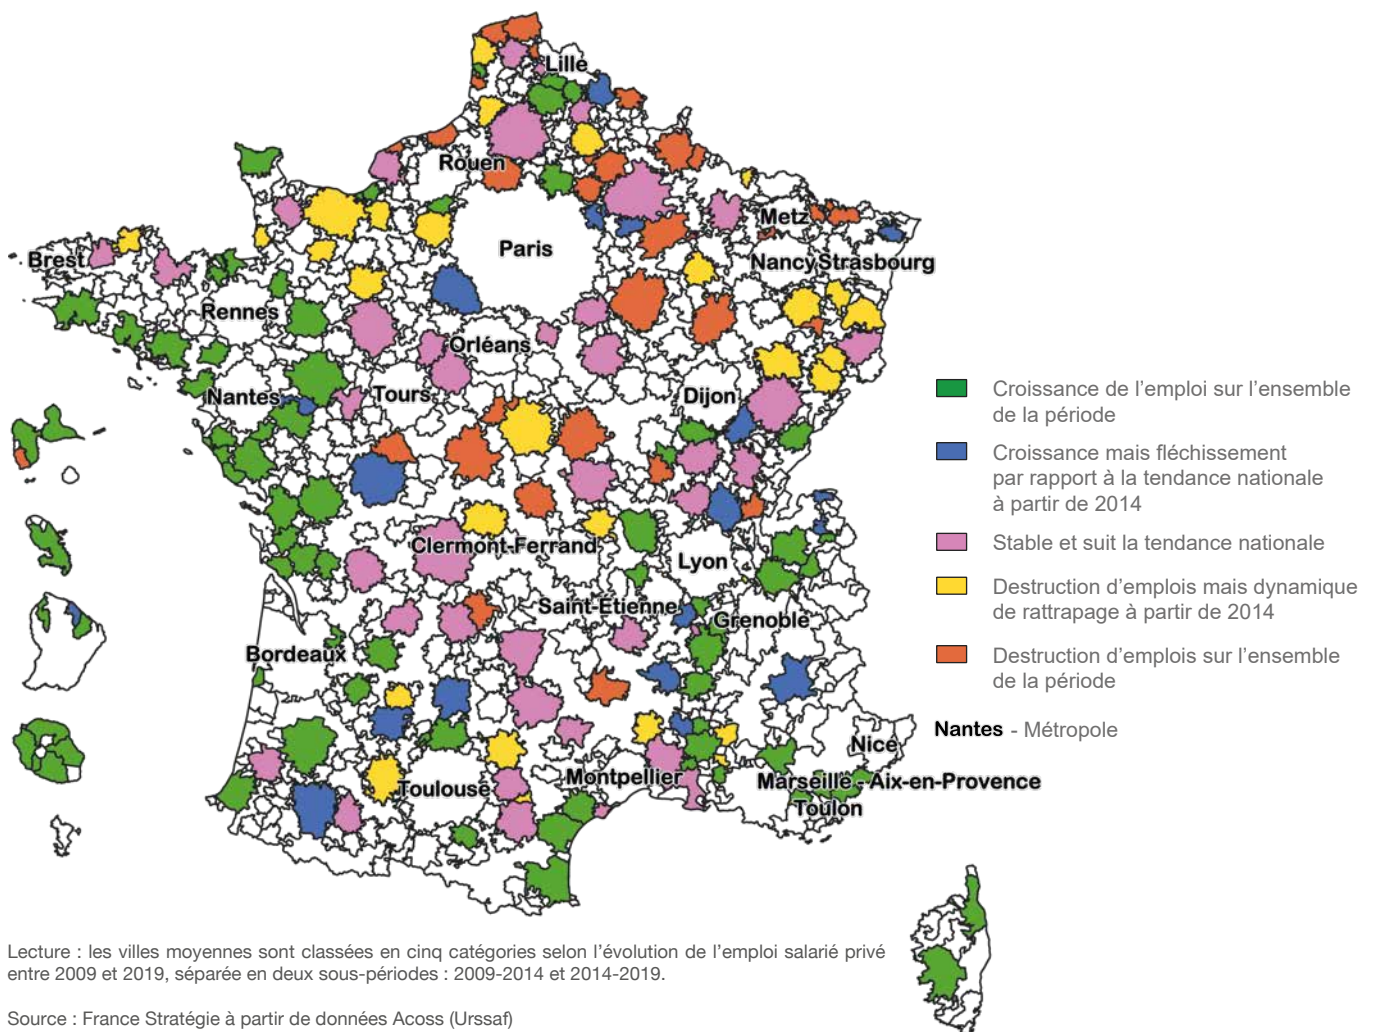 Lille
Rouen
Metz
Paris
Brest
Nancy
Strasbourg
Rennes
Orléans
Nantes
Tours
Dijon
Clermont-Ferrand
Lyon
Saint-Etienne
Grenoble
Bordeaux
Nice
Toulouse
Montpellier
Marseille - Aix-en-Provence
Toulon
Croissance de l'emploi sur l'ensemble
de la période
Croissance mais fléchissement
par rapport à la tendance nationale
à partir de 2014
Stable et suit la tendance nationale
Destruction d'emplois mais dynamique
de rattrapage à partir de 2014
Destruction d'emplois sur l'ensemble
de la période
Nantes - Métropole
Lecture : les villes moyennes sont classées en cinq catégories selon l'évolution de l'emploi salarié privé
entre 2009 et 2019, séparée en deux sous-périodes : 2009-2014 et 2014-2019.
Source : France Stratégie à partir de données Acoss (Urssaf)